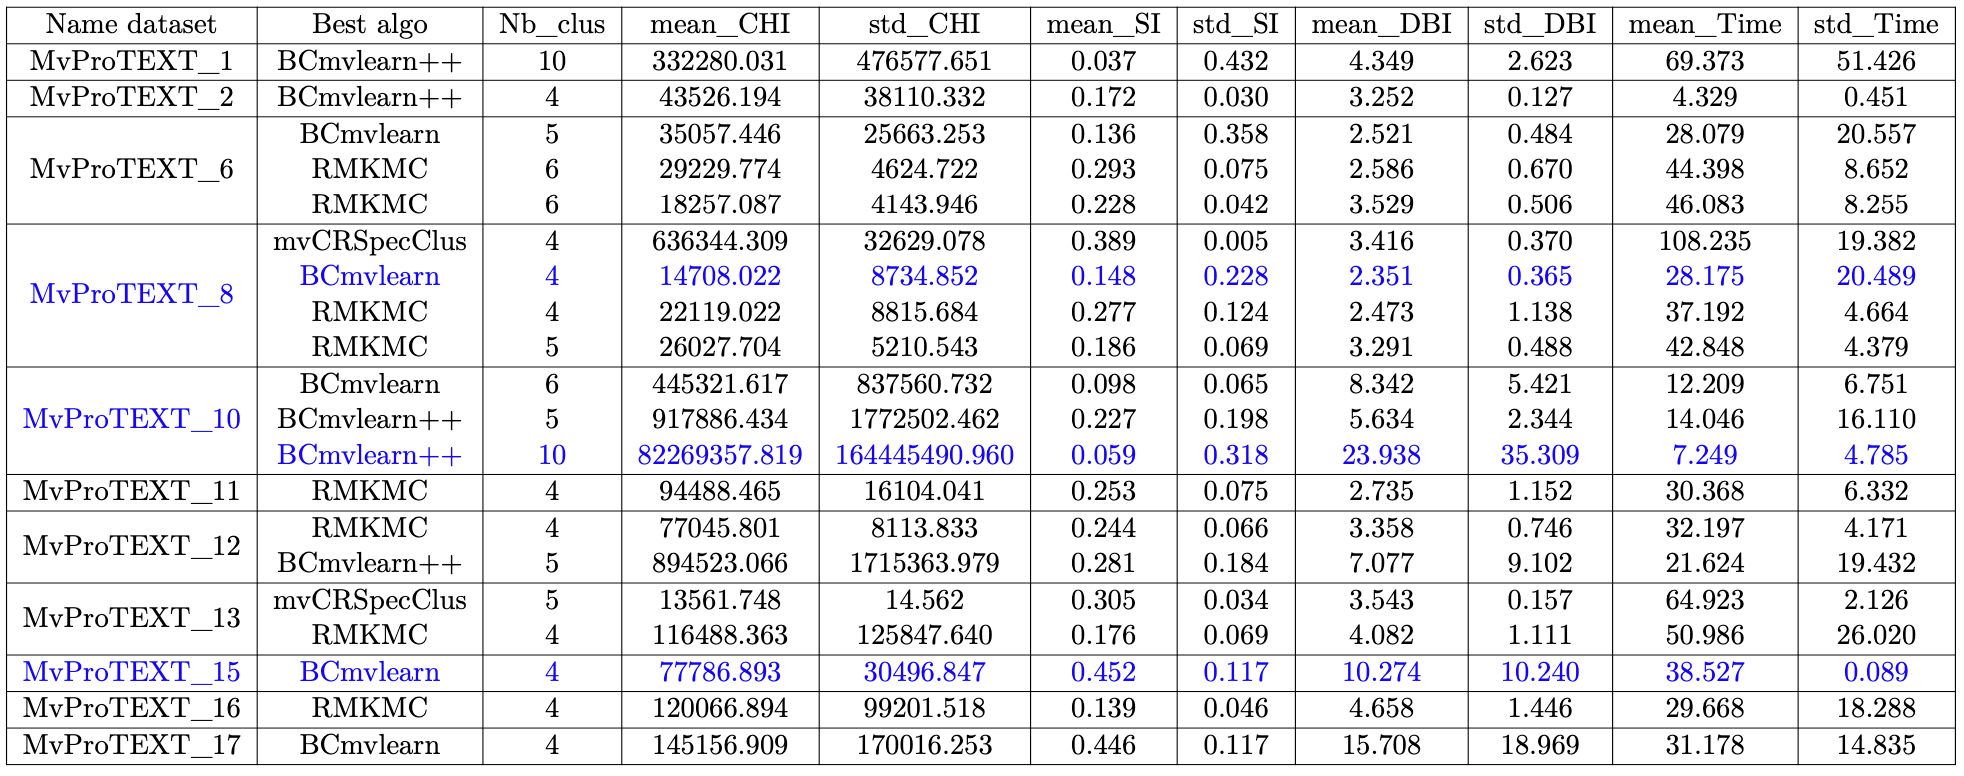 Name dataset Best algo Nb_clus mean_CHI std_CHI mean_SI std_SI mean_DBI std_DBI mean_Time std_Time
MvProTEXT_1 BCmvlearn++ 10 332280.031 476577.651 0.037 0.432 4.349 2.623 69.373 51.426
MvProTEXT_2 BCmvlearn++ 4 43526.194 38110.332 0.172 0.030 3.252 0.127 4.329 0.451
BCmvlearn 5 35057.446 25663.253 0.136 0.358 2.521 0.484 28.079 20.557
MvProTEXT_6 RMKMC 6 29229.774 4624.722 0.293 0.075 2.586 0.670 44.398 8.652
RMKMC 6 18257.087 4143.946 0.228 0.042 3.529 0.506 46.083 8.255
mvCRSpecClus 4 636344.309 32629.078 0.389 0.005 3.416 0.370 108.235 19.382
BCmvlearn 4 14708.022 8734.852 0.148 0.228 2.351 0.365 28.175 20.489
MvProTEXT_8
RMKMC 4 22119.022 8815.684 0.277 0.124 2.473 1.138 37.192 4.664
RMKMC 5 26027.704 5210.543 0.186 0.069 3.291 0.488 42.848 4.379
BCmvlearn 6 445321.617 837560.732 0.098 0.065 8.342 5.421 12.209 6.751
MvProTEXT_10 BCmvlearn++ 5 917886.434 1772502.462 0.227 0.198 5.634 2.344 14.046 16.110
BCmvlearn++ 10 82269357.819 164445490.960 0.059 0.318 23.938 35.309 7.249 4.785
MvProTEXT_11 RMKMC 4 94488.465 16104.041 0.253 0.075 2.735 1.152 30.368 6.332
RMKMC 4 77045.801 8113.833 0.244 0.066 3.358 0.746 32.197 4.171
MvProTEXT_12
BCmvlearn++ 5 894523.066 1715363.979 0.281 0.184 7.077 9.102 21.624 19.432
mvCRSpecClus 5 13561.748 14.562 0.305 0.034 3.543 0.157 64.923 2.126
MvProTEXT_13
RMKMC 4 116488.363 125847.640 0.176 0.069 4.082 1.111 50.986 26.020
MvProTEXT_15 BCmvlearn 4 77786.893 30496.847 0.452 0.117 10.274 10.240 38.527 0.089
MvProTEXT_16 RMKMC 4 120066.894 99201.518 0.139 0.046 4.658 1.446 29.668 18.288
MvProTEXT_17 BCmvlearn 4 145156.909 170016.253 0.446 0.117 15.708 18.969 31.178 14.835